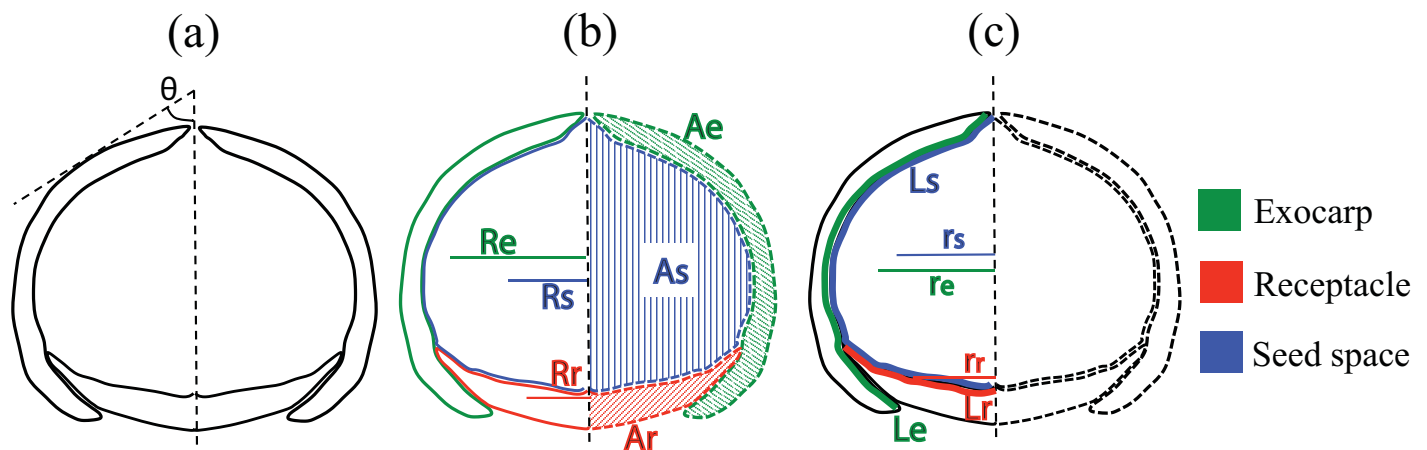 (a)
(b)
(c)
θ
Ae
Re
As
Rs
Rr
Ar
Ls
rs
re
rr
Lr
Le
Exocarp
Receptacle
Seed space